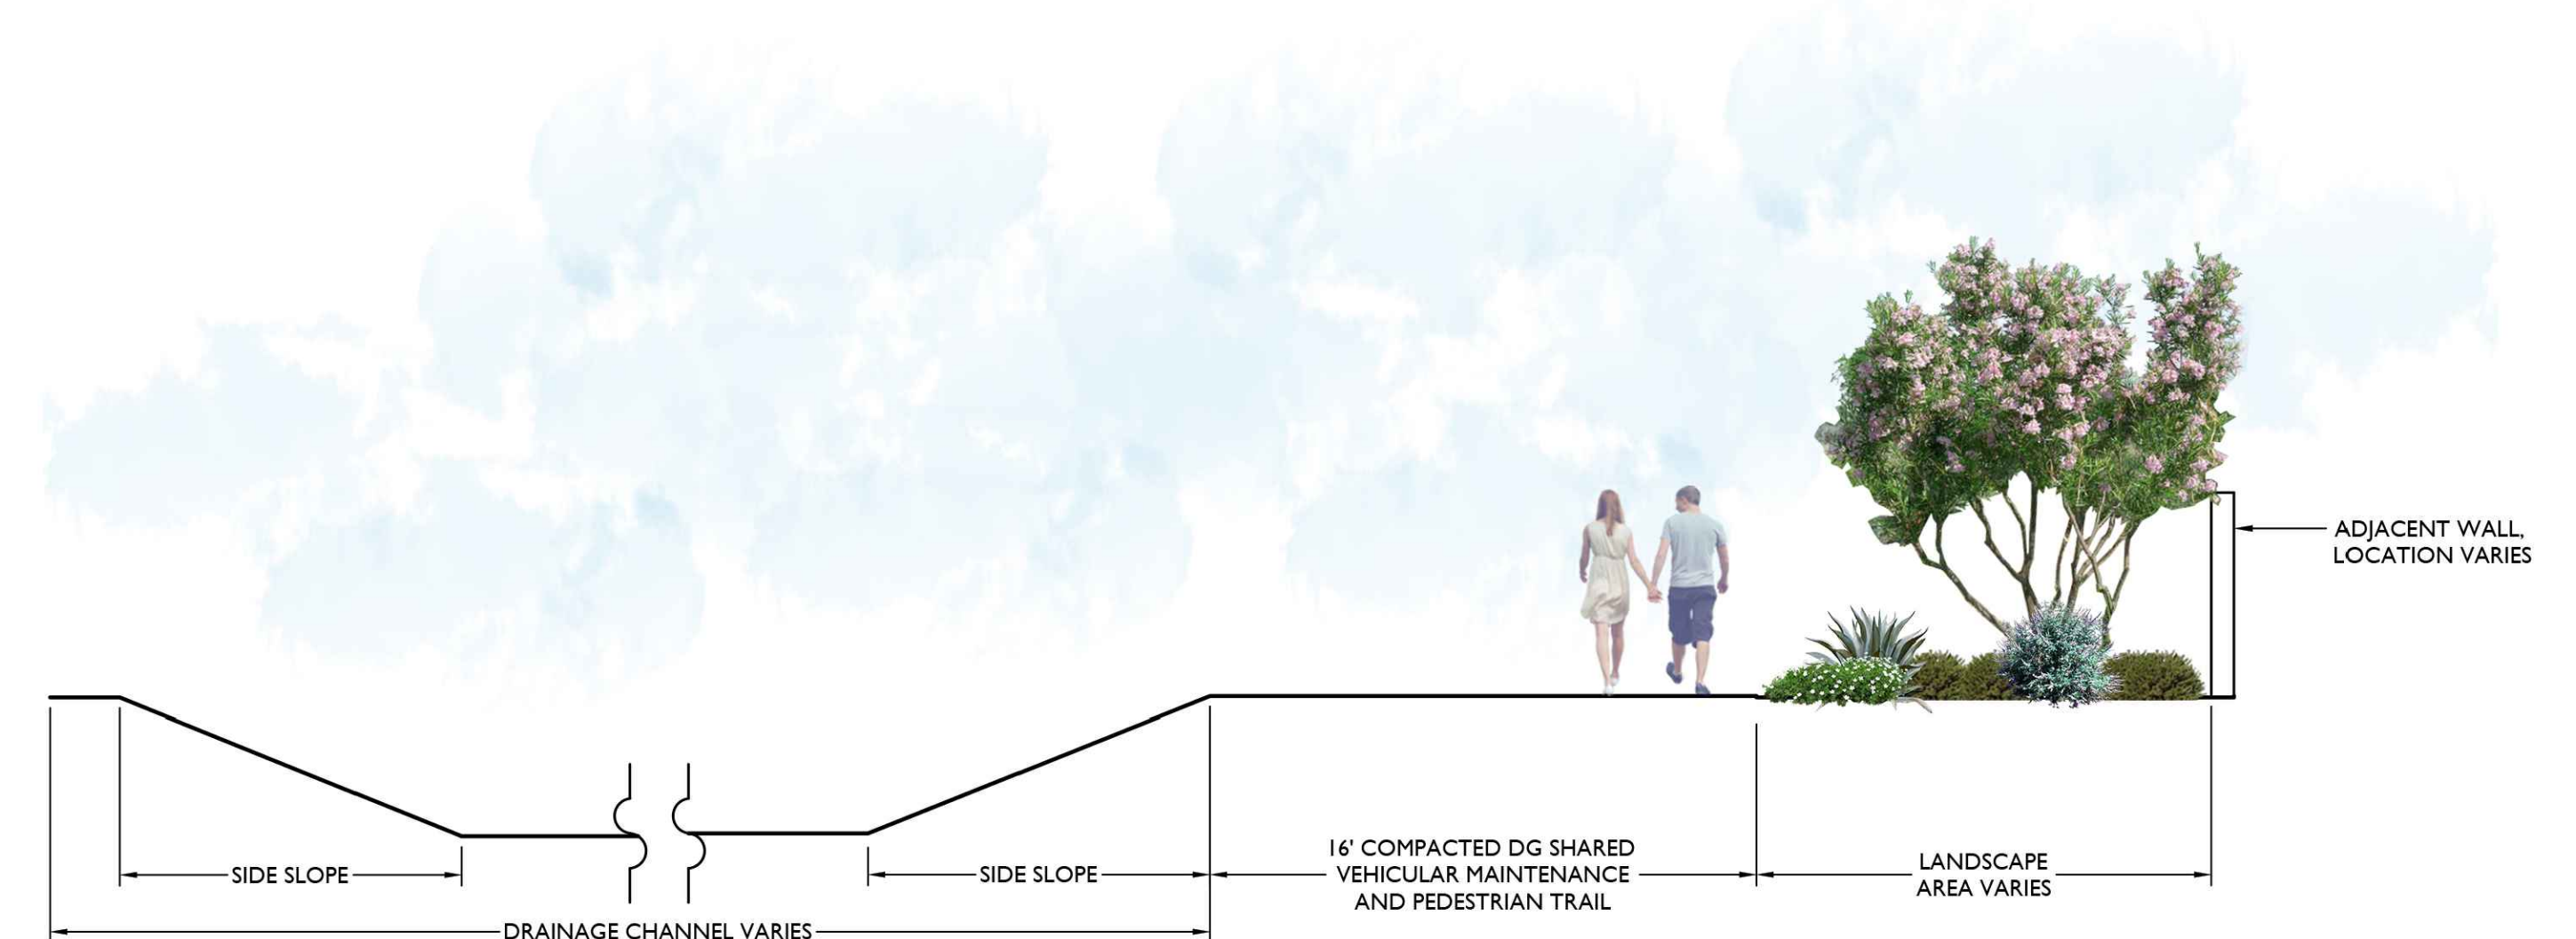 ADJACENT WALL,
LOCATION VARIES
SIDE SLOPE
SIDE SLOPE
16' COMPACTED DG SHARED
VEHICULAR MAINTENANCE
AND PEDESTRIAN TRAIL
LANDSCAPE
AREA VARIES
DRAINAGE CHANNEL VARIES